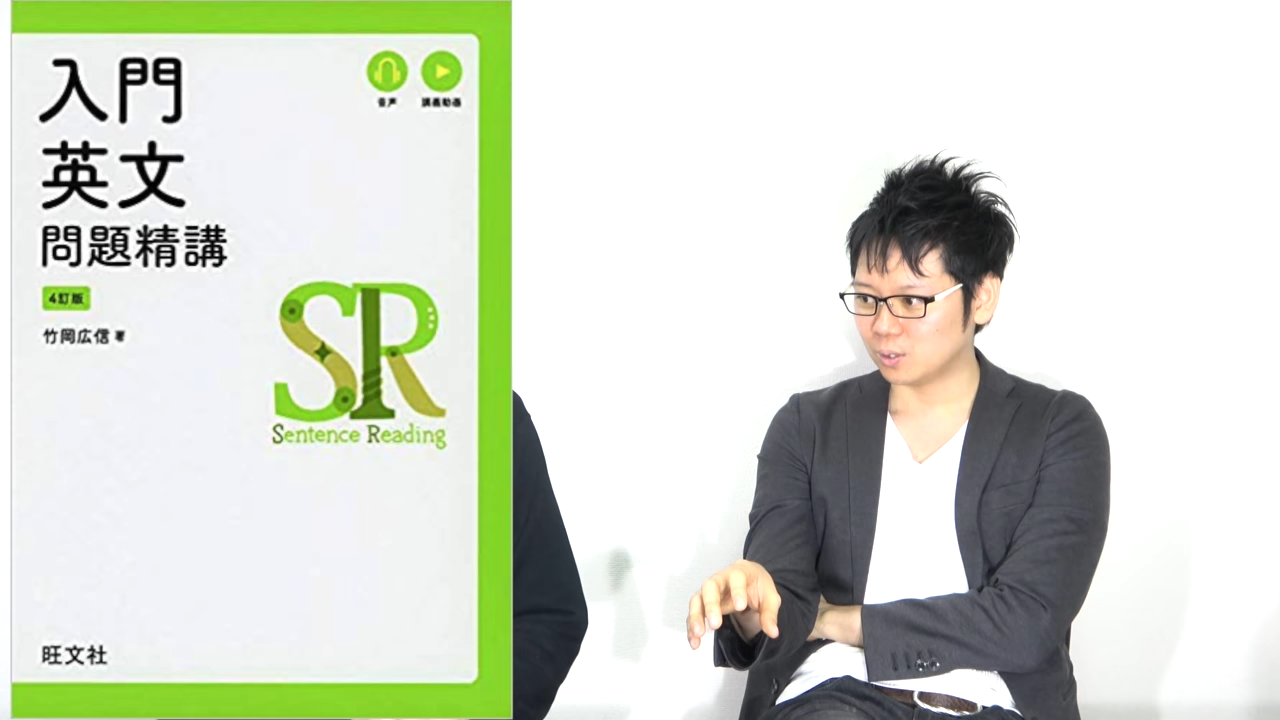 入門
英文
問題精講
4訂版
竹岡広信 著
音声
講義動画
SR
Sentence Reading
旺文社